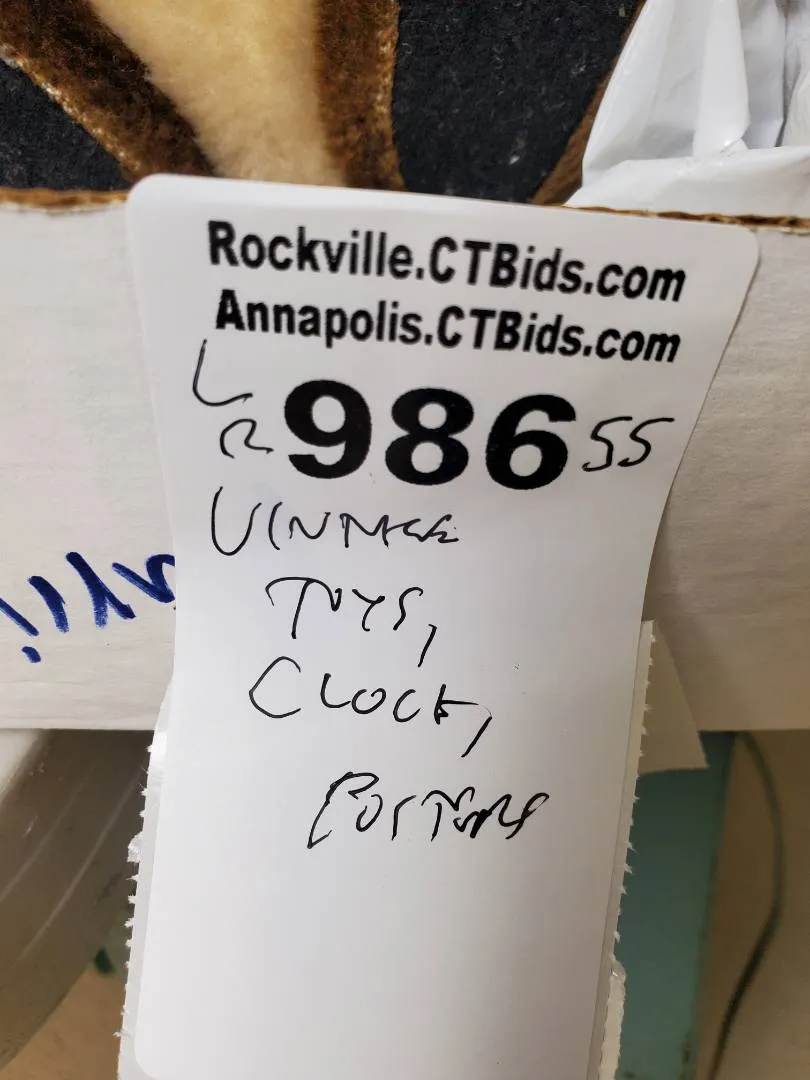 Rockville.CTBids.com
Annapolis.CTBids.com
L
R 986 55
VINTAGE
TOYS,
CLOCK,